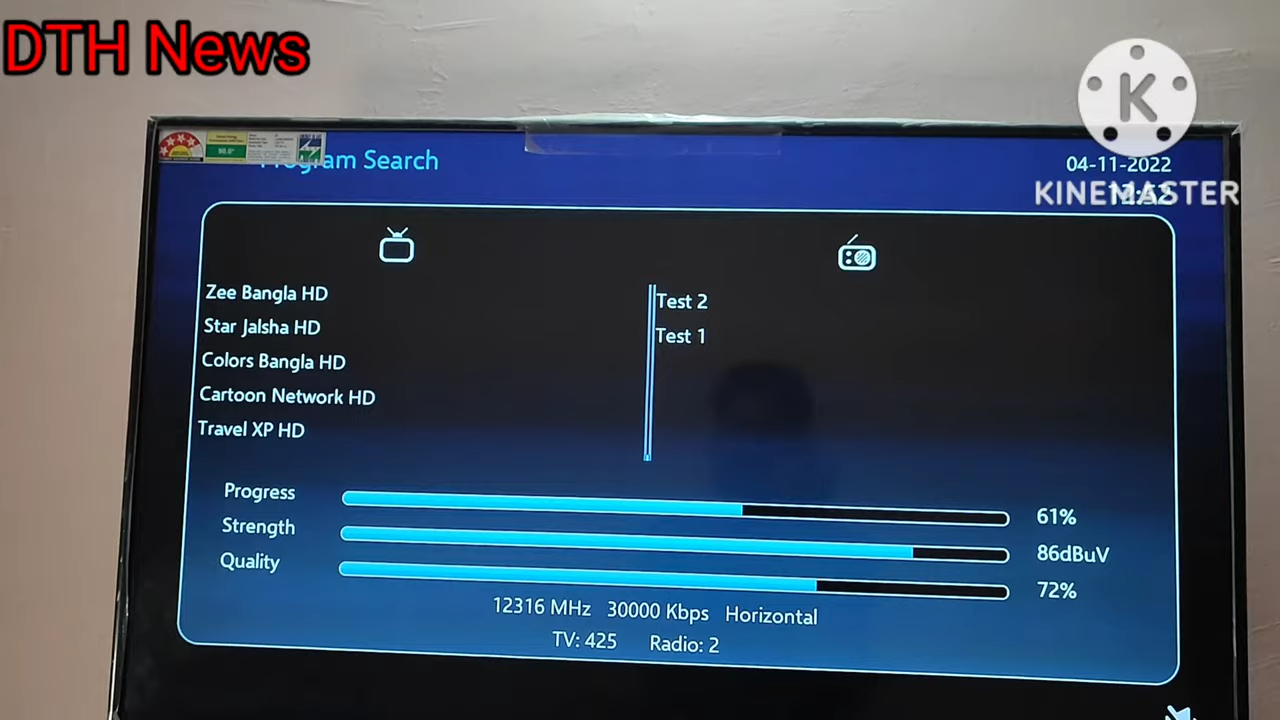 DTH News
Program Search
04-11-2022
12:52
KINEMASTER
Zee Bangla HD
Star Jalsha HD
Colors Bangla HD
Cartoon Network HD
Travel XP HD
Test 2
Test 1
Progress 61%
Strength 86dBuV
Quality 72%
12316 MHz 30000 Kbps Horizontal
TV: 425 Radio: 2